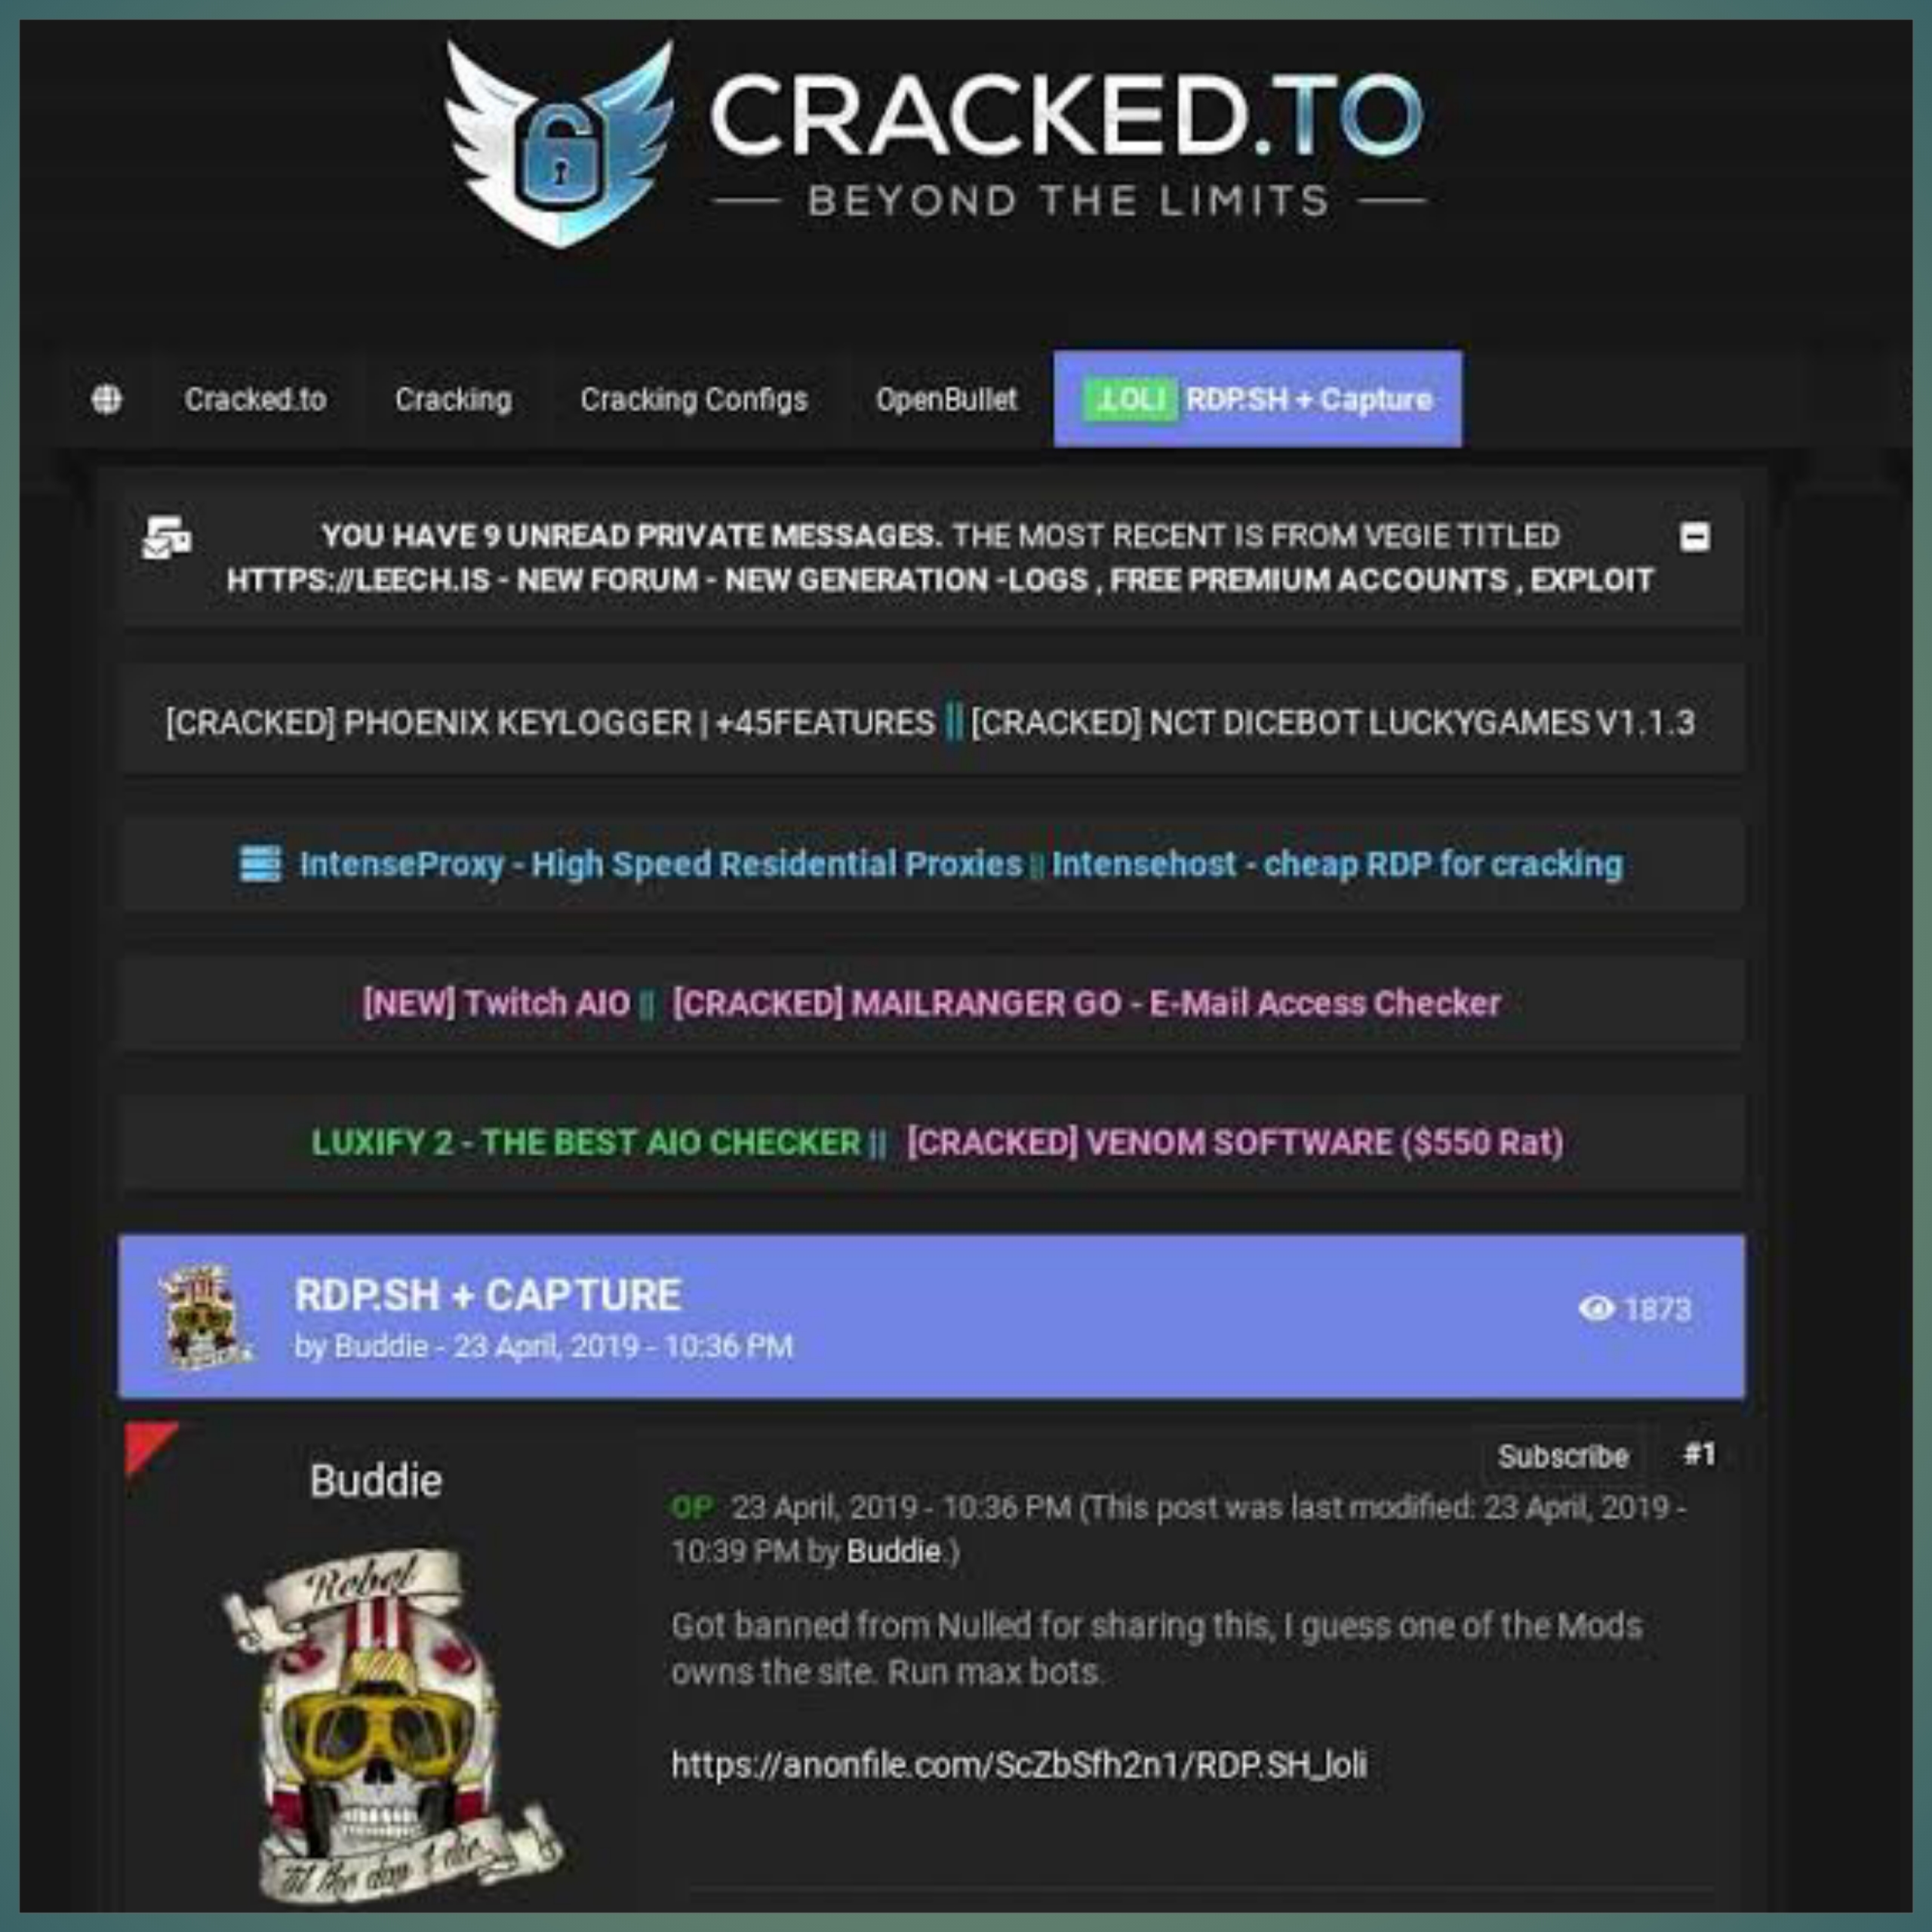 CRACKED.TO
BEYOND THE LIMITS
Cracked.to Cracking Cracking Configs OpenBullet .LOLI RDP.SH + Capture
YOU HAVE 9 UNREAD PRIVATE MESSAGES. THE MOST RECENT IS FROM VEGIE TITLED
HTTPS://LEECH.IS - NEW FORUM - NEW GENERATION -LOGS , FREE PREMIUM ACCOUNTS , EXPLOIT
[CRACKED] PHOENIX KEYLOGGER | +45FEATURES || [CRACKED] NCT DICEBOT LUCKYGAMES V1.1.3
IntenseProxy - High Speed Residential Proxies || Intensehost - cheap RDP for cracking
[NEW] Twitch AIO || [CRACKED] MAILRANGER GO - E-Mail Access Checker
LUXIFY 2 - THE BEST AIO CHECKER || [CRACKED] VENOM SOFTWARE ($550 Rat)
RDP.SH + CAPTURE
by Buddie - 23 April, 2019 - 10:36 PM
1873
Buddie
Rebel
'til the day I die
Subscribe #1
OP 23 April, 2019 - 10:36 PM (This post was last modified: 23 April, 2019 -
10:39 PM by Buddie.)
Got banned from Nulled for sharing this, I guess one of the Mods
owns the site. Run max bots.
https://anonfile.com/ScZbSfh2n1/RDP.SH_loli